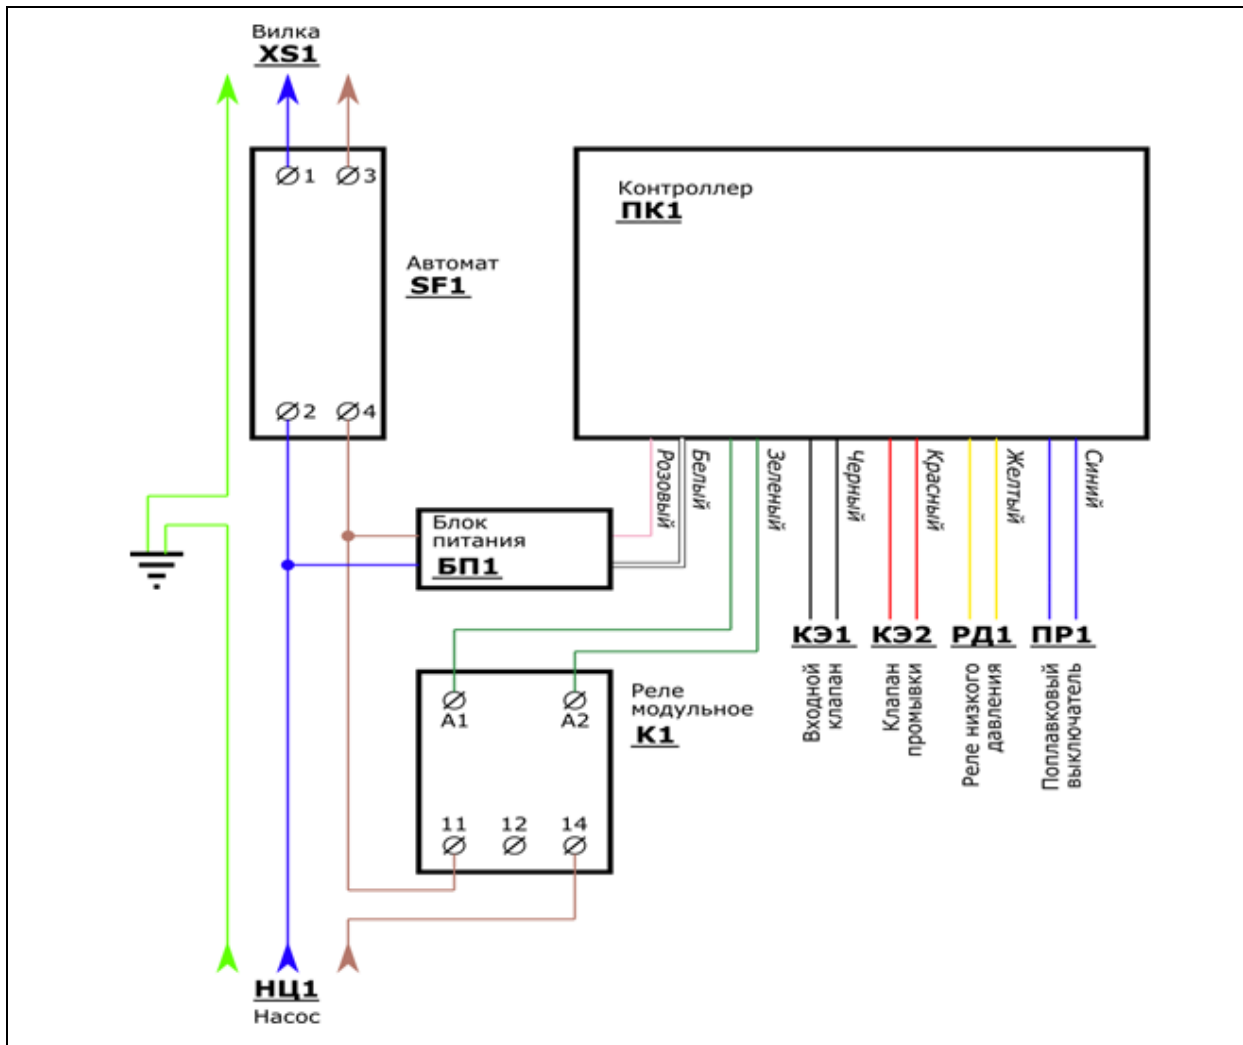 Вилка
XS1
1
3
Контроллер
ПК1
Автомат
SF1
2
4
Розовый
Белый
Зеленый
Черный
Красный
Желтый
Синий
Блок
питания
БП1
КЭ1
КЭ2
РД1
ПР1
Входной
клапан
Клапан
промывки
Реле низкого
давления
Поплавковый
выключатель
Реле
модульное
К1
A1
A2
11
12
14
НЦ1
Насос